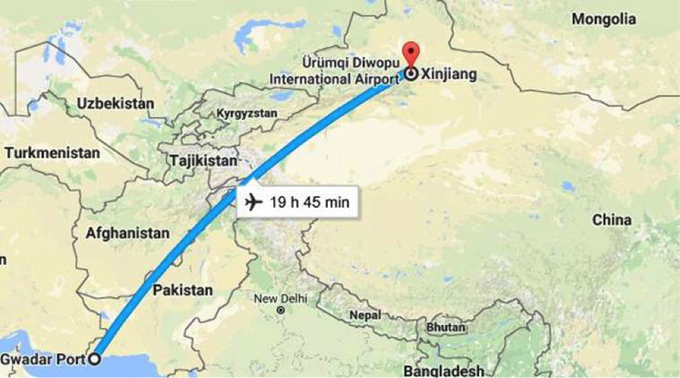 Mongolia
Ürümqi Diwopu
International Airport
Xinjiang
Uzbekistan
Kyrgyzstan
Turkmenistan
Tajikistan
19 h 45 min
China
Afghanistan
n
Pakistan
New Delhi
Nepal
Bhutan
Gwadar Port
Bangladesh